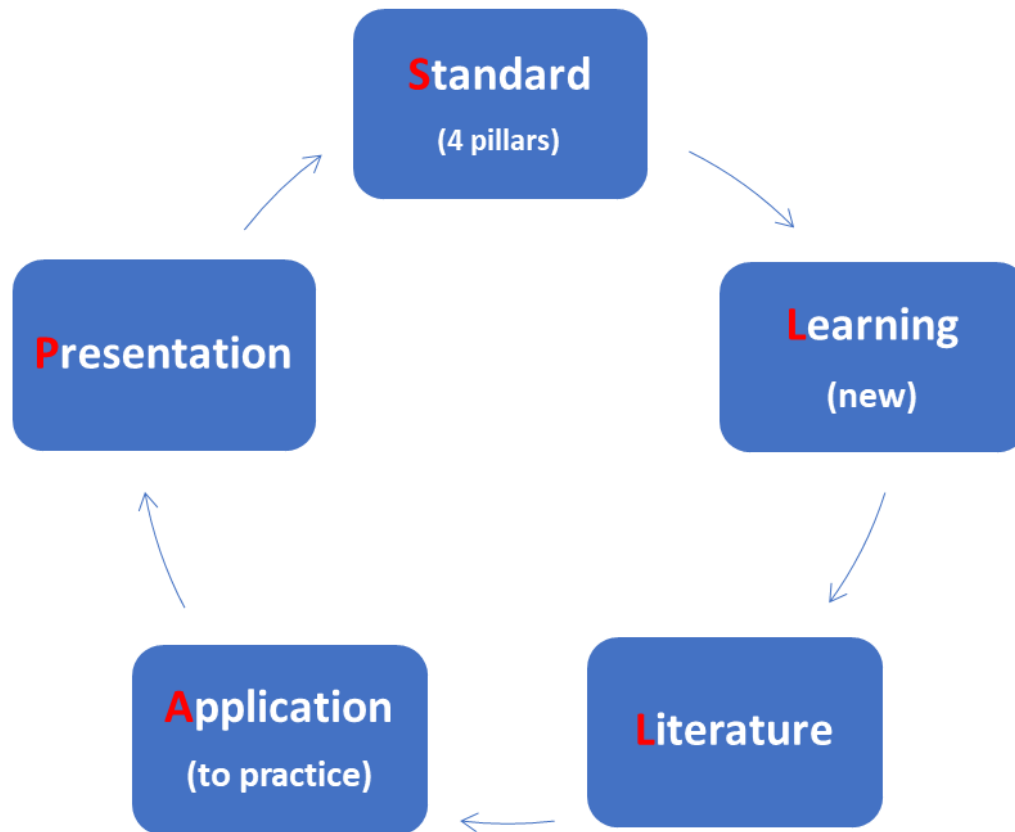 Standard
(4 pillars)
Learning
(new)
Literature
Application
(to practice)
Presentation